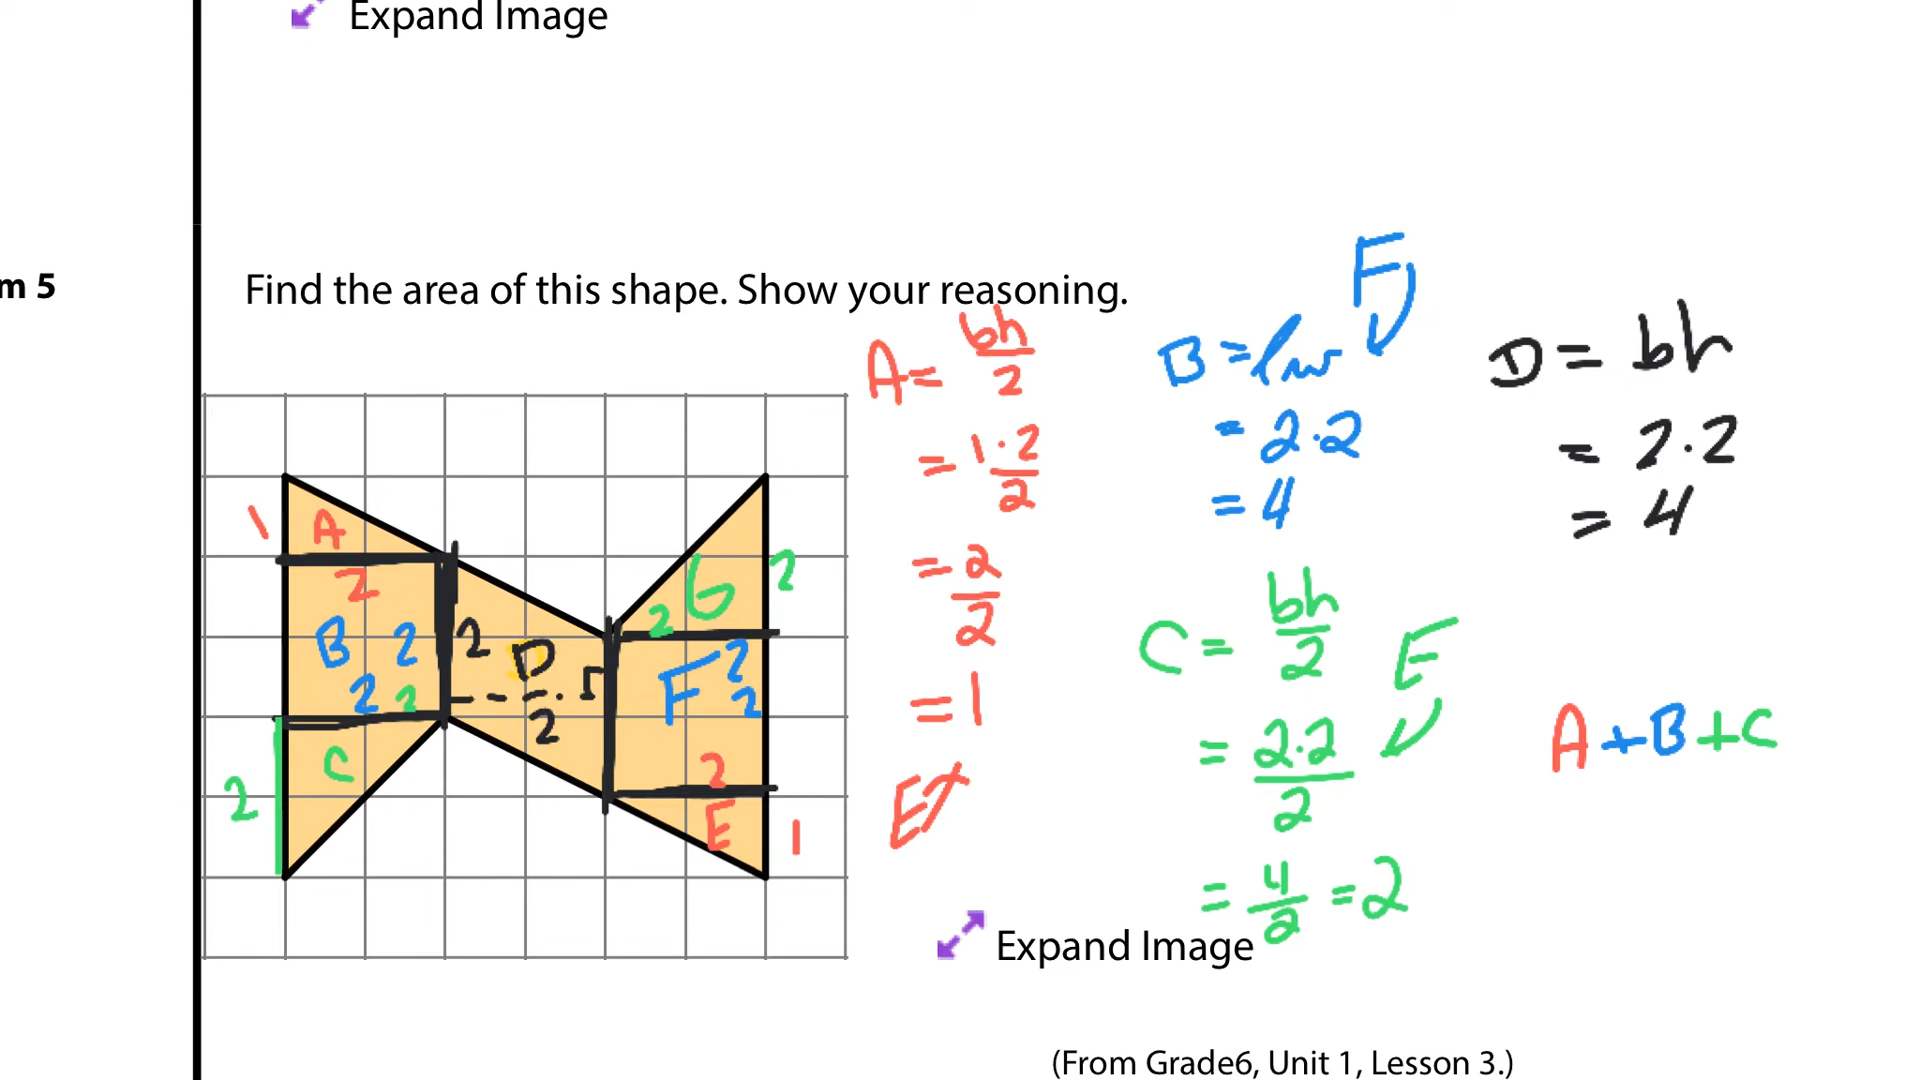 Expand Image
m 5
Find the area of this shape. Show your reasoning.
A = bh/2
= 1·2/2
= 2/2
= 1
E
F
B = lw
= 2·2
= 4
D = bh
= 2·2
= 4
C = bh/2
E
= 2·2/2
= 4/2 = 2
A+B+C
1
A
2
B 2
2 2
C
2
2
D
2
G 2
2
F 2
2
2
E 1
Expand Image
(From Grade6, Unit 1, Lesson 3.)